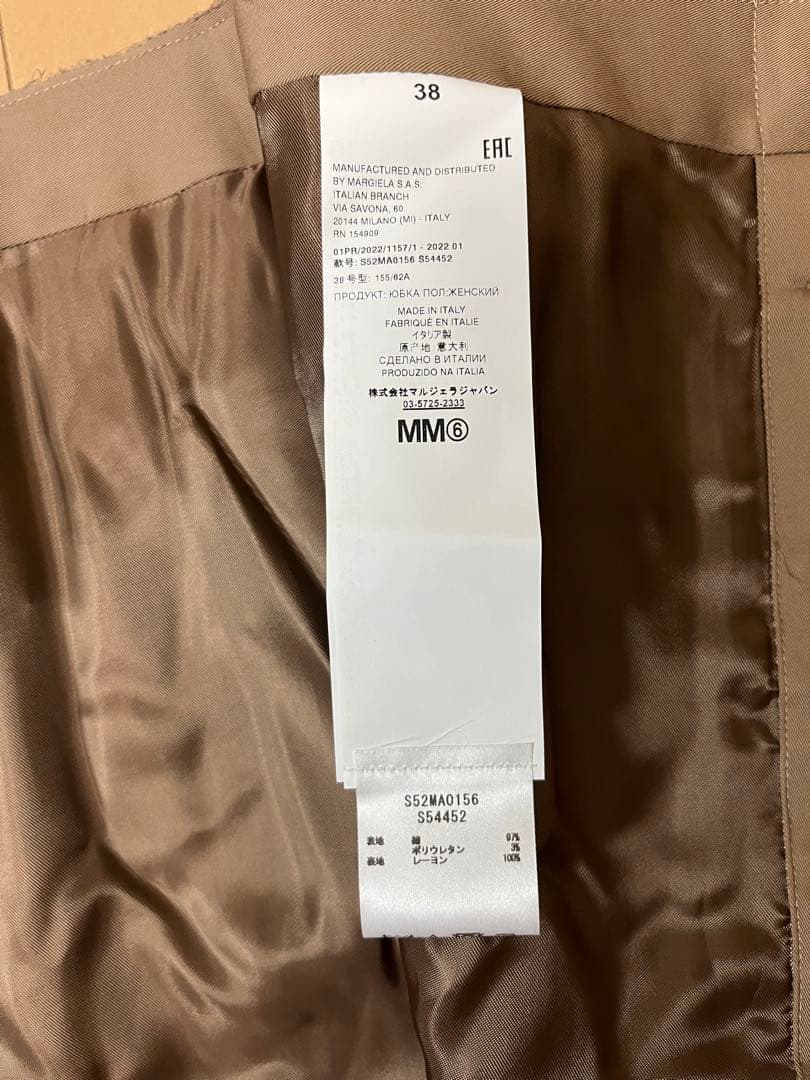 38
EAC
MANUFACTURED AND DISTRIBUTED
BY MARGIELA S.A.S.
ITALIAN BRANCH
VIA SAVONA, 60
20144 MILANO (MI) - ITALY
RN 154909
01PR/2022/1157/1 - 2022 01
款号: S52MA0156 S54452
38 号型: 155/62A
ПРОДУКТ: ЮБКА ПОЛ:ЖЕНСКИЙ
MADE IN ITALY
FABRIQUÉ EN ITALIE
イタリア製
原产地: 意大利
СДЕЛАНО В ИТАЛИИ
PRODUZIDO NA ITALIA
株式会社マルジェラジャパン
03-5725-2333
MM⑥
S52MA0156
S54452
表地 綿 97%
ポリウレタン 3%
裏地 レーヨン 100%